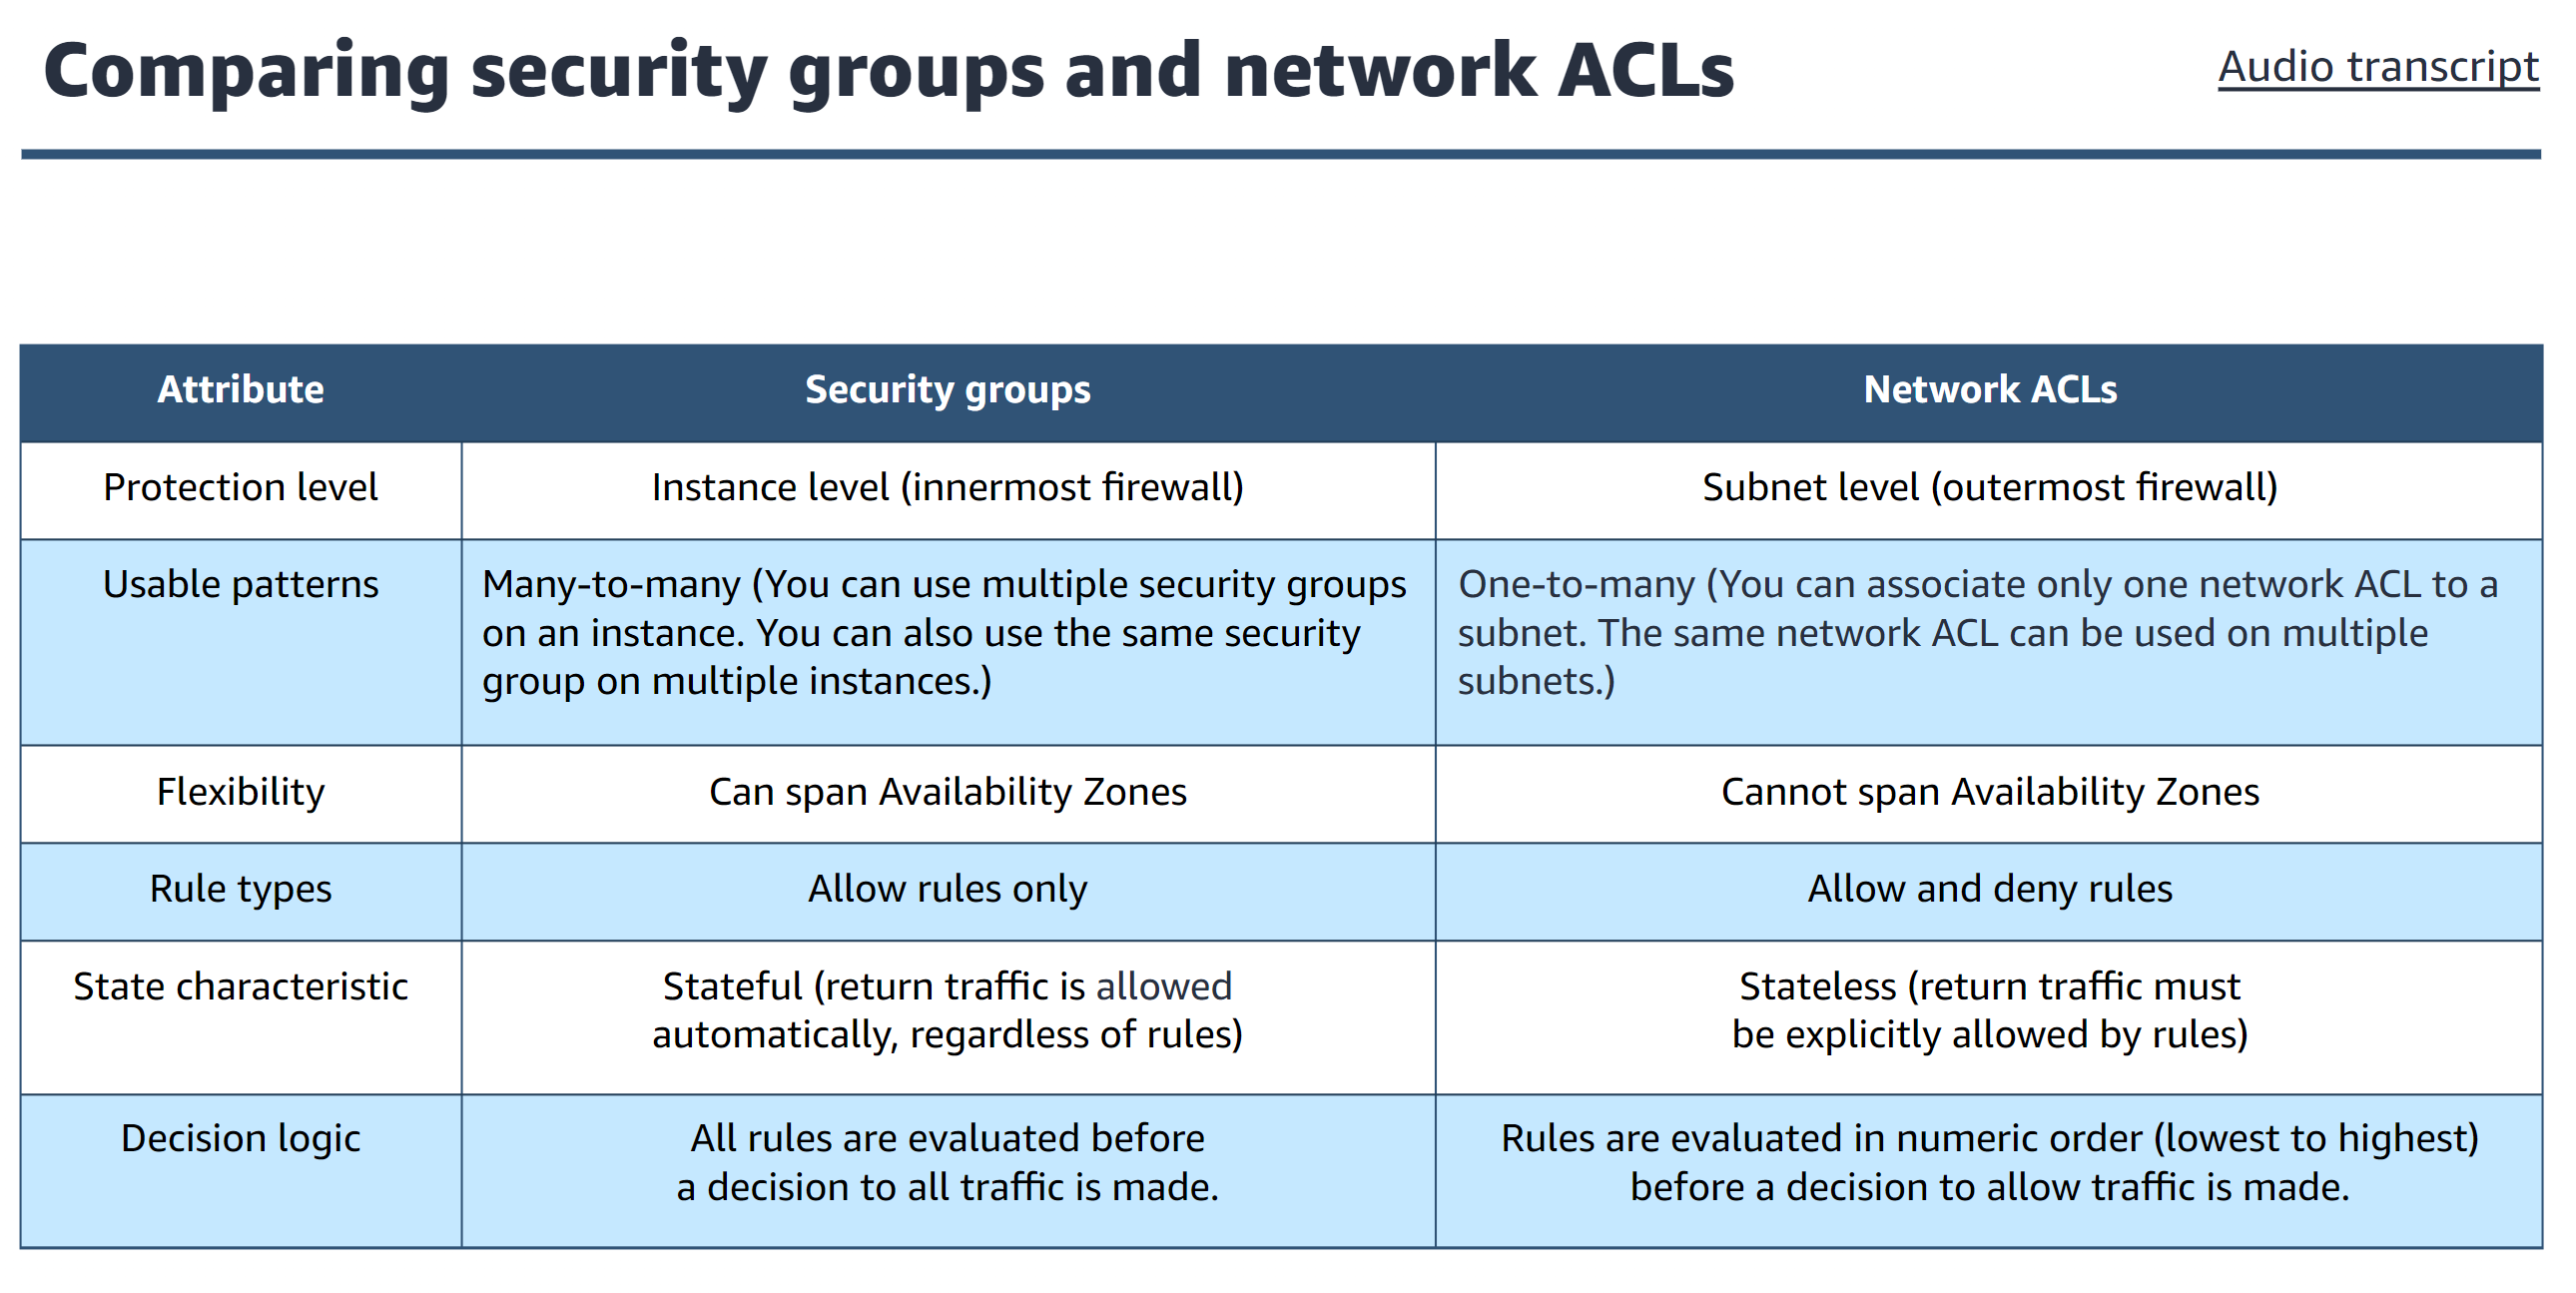 Comparing security groups and network ACLs
Audio transcript
Attribute
Security groups
Network ACLs
Protection level
Instance level (innermost firewall)
Subnet level (outermost firewall)
Usable patterns
Many-to-many (You can use multiple security groups
on an instance. You can also use the same security
group on multiple instances.)
One-to-many (You can associate only one network ACL to a
subnet. The same network ACL can be used on multiple
subnets.)
Flexibility
Can span Availability Zones
Cannot span Availability Zones
Rule types
Allow rules only
Allow and deny rules
State characteristic
Stateful (return traffic is allowed
automatically, regardless of rules)
Stateless (return traffic must
be explicitly allowed by rules)
Decision logic
All rules are evaluated before
a decision to all traffic is made.
Rules are evaluated in numeric order (lowest to highest)
before a decision to allow traffic is made.